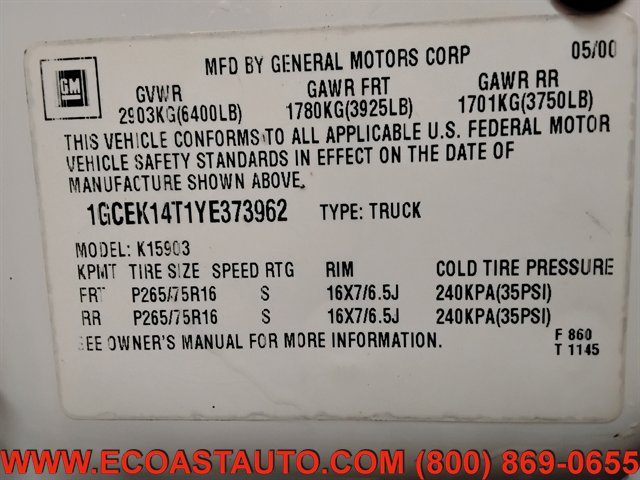 MFD BY GENERAL MOTORS CORP 05/00
GM
GVWR GAWR FRT GAWR RR
2903KG(6400LB) 1780KG(3925LB) 1701KG(3750LB)
THIS VEHICLE CONFORMS TO ALL APPLICABLE U.S. FEDERAL MOTOR
VEHICLE SAFETY STANDARDS IN EFFECT ON THE DATE OF
MANUFACTURE SHOWN ABOVE.
1GCEK14T1YE373962 TYPE: TRUCK
MODEL: K15903
KPMT TIRE SIZE SPEED RTG RIM COLD TIRE PRESSURE
FRT P265/75R16 S 16X7/6.5J 240KPA(35PSI)
RR P265/75R16 S 16X7/6.5J 240KPA(35PSI)
SEE OWNER'S MANUAL FOR MORE INFORMATION.
F 860
T 1145
WWW.ECOASTAUTO.COM (800) 869-0655